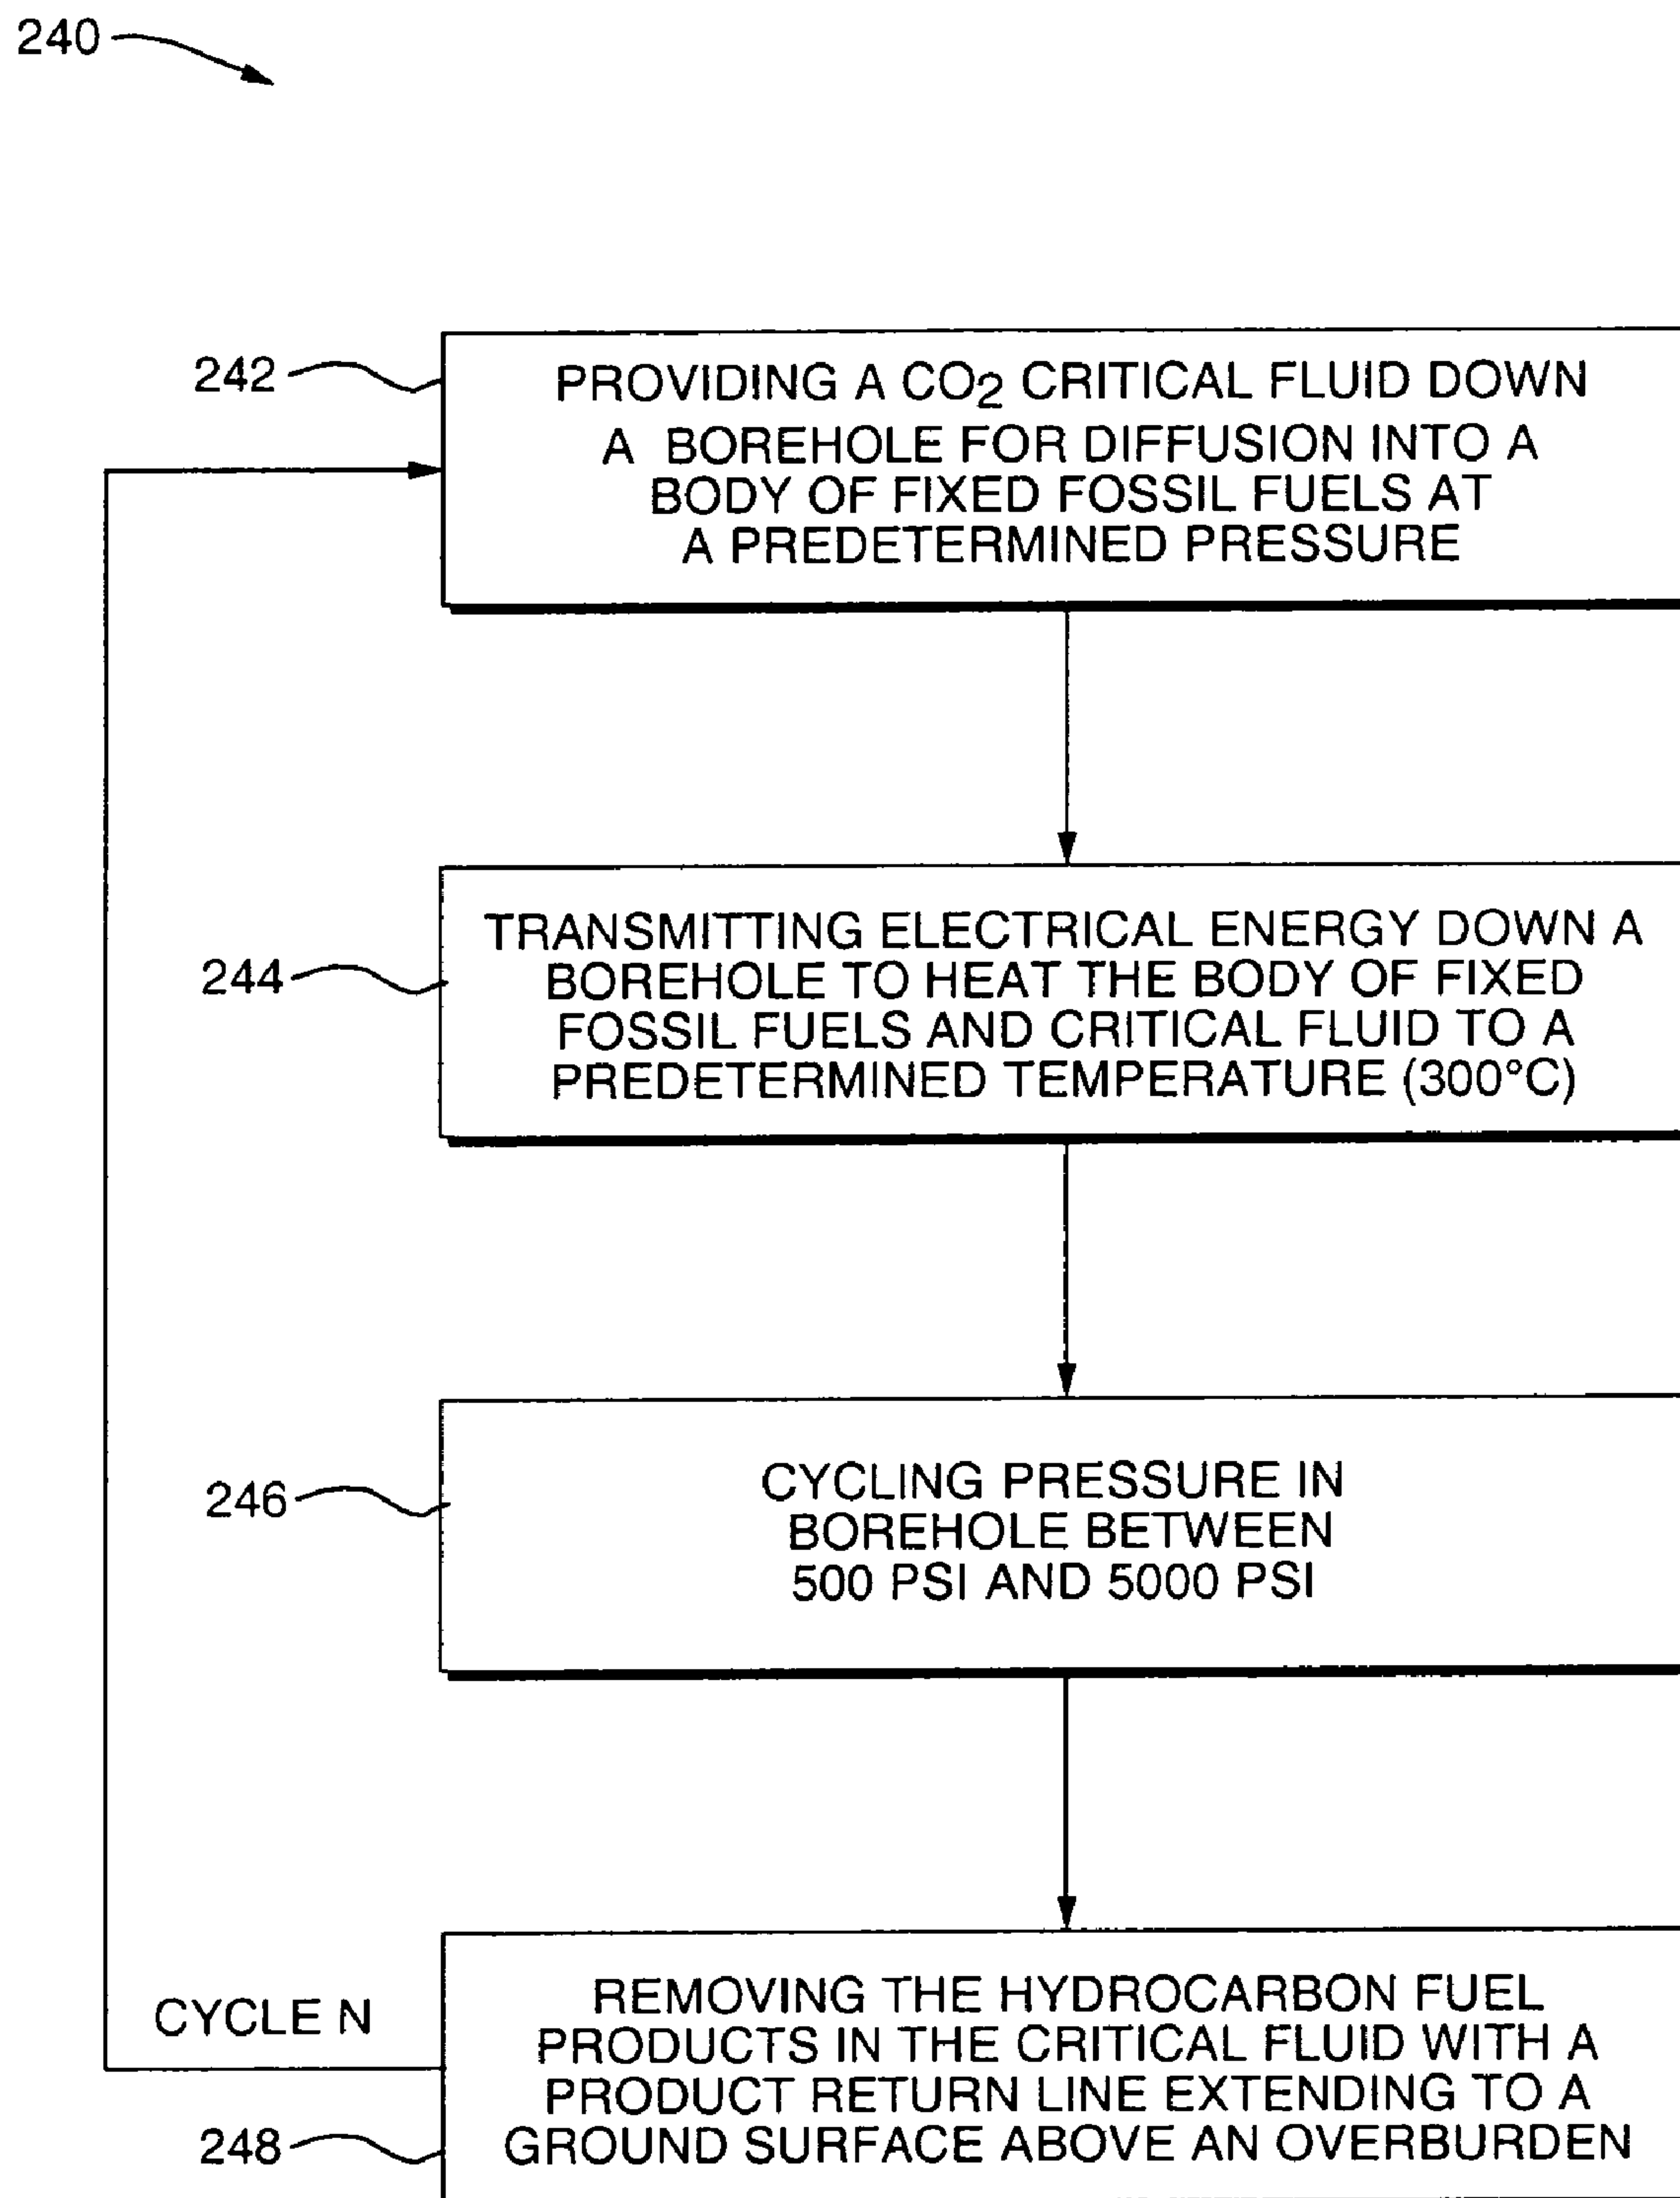 240
242
PROVIDING A CO2 CRITICAL FLUID DOWN
A BOREHOLE FOR DIFFUSION INTO A
BODY OF FIXED FOSSIL FUELS AT
A PREDETERMINED PRESSURE
244
TRANSMITTING ELECTRICAL ENERGY DOWN A
BOREHOLE TO HEAT THE BODY OF FIXED
FOSSIL FUELS AND CRITICAL FLUID TO A
PREDETERMINED TEMPERATURE (300°C)
246
CYCLING PRESSURE IN
BOREHOLE BETWEEN
500 PSI AND 5000 PSI
CYCLE N
248
REMOVING THE HYDROCARBON FUEL
PRODUCTS IN THE CRITICAL FLUID WITH A
PRODUCT RETURN LINE EXTENDING TO A
GROUND SURFACE ABOVE AN OVERBURDEN